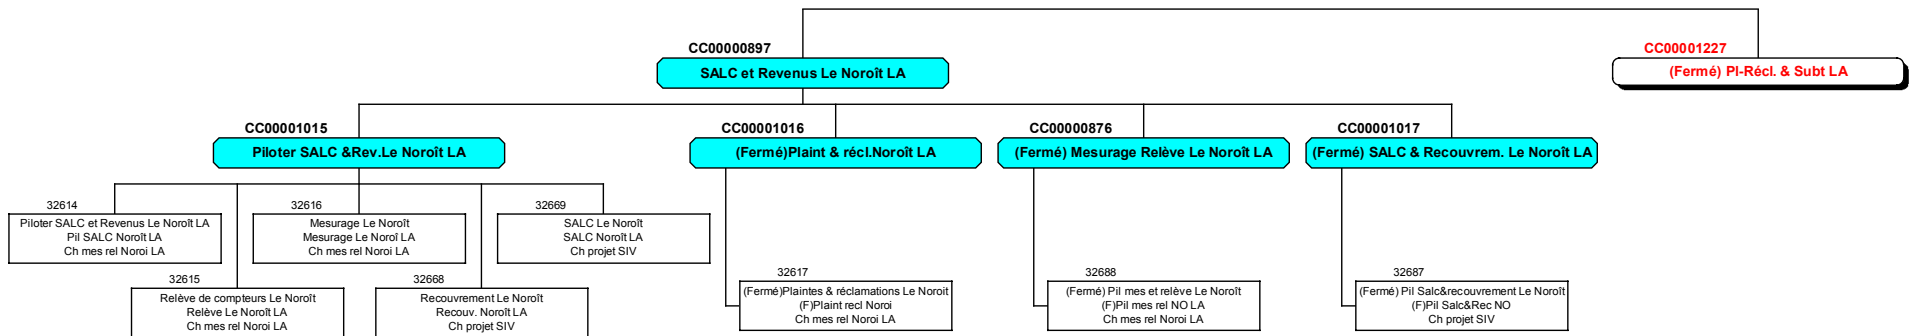 CC00000897
SALC et Revenus Le Noroît LA
CC00001227
(Fermé) Pl-Récl. & Subt LA
CC00001015
Piloter SALC &Rev.Le Noroît LA
CC00001016
(Fermé)Plaint & récl.Noroît LA
CC00000876
(Fermé) Mesurage Relève Le Noroît LA
CC00001017
(Fermé) SALC & Recouvrem. Le Noroît LA
32614
Piloter SALC et Revenus Le Noroît LA
Pil SALC Noroît LA
Ch mes rel Noroi LA
32616
Mesurage Le Noroît
Mesurage Le Noroî LA
Ch mes rel Noroi LA
32669
SALC Le Noroît
SALC Noroît LA
Ch projet SIV
32615
Relève de compteurs Le Noroît
Relève Le Noroît LA
Ch mes rel Noroi LA
32668
Recouvrement Le Noroît
Recouv. Noroît LA
Ch projet SIV
32617
(Fermé)Plaintes & réclamations Le Noroit
(F)Plaint recl Noroi
Ch mes rel Noroi LA
32688
(Fermé) Pil mes et relève Le Noroît
(F)Pil mes rel NO LA
Ch mes rel Noroi LA
32687
(Fermé) Pil Salc&recouvrement Le Noroît
(F)Pil Salc&Rec NO
Ch projet SIV